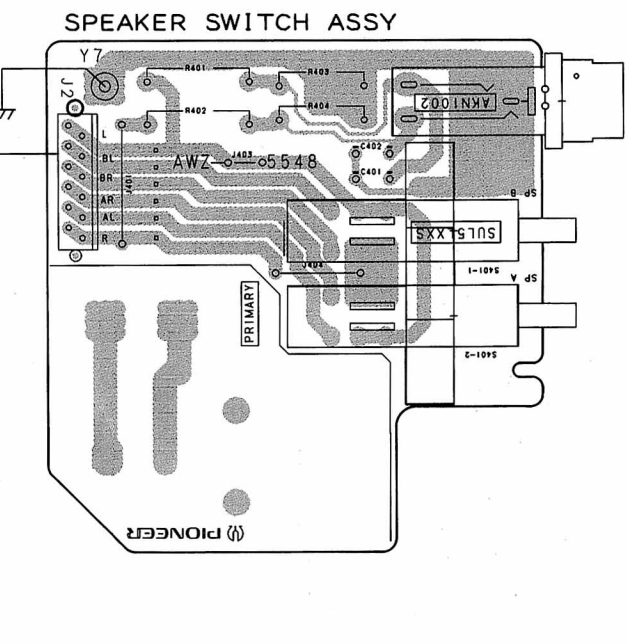 SPEAKER SWITCH ASSY
Y7
J2
R401
R403
R402
R404
AKN1002
L
C402
AWZ J403 5548
BL
C401
BR
J401
SP B
AR
AL
SUL5LXXS
R
J404
S401-1
SP A
PRIMARY
S401-2
PIONEER